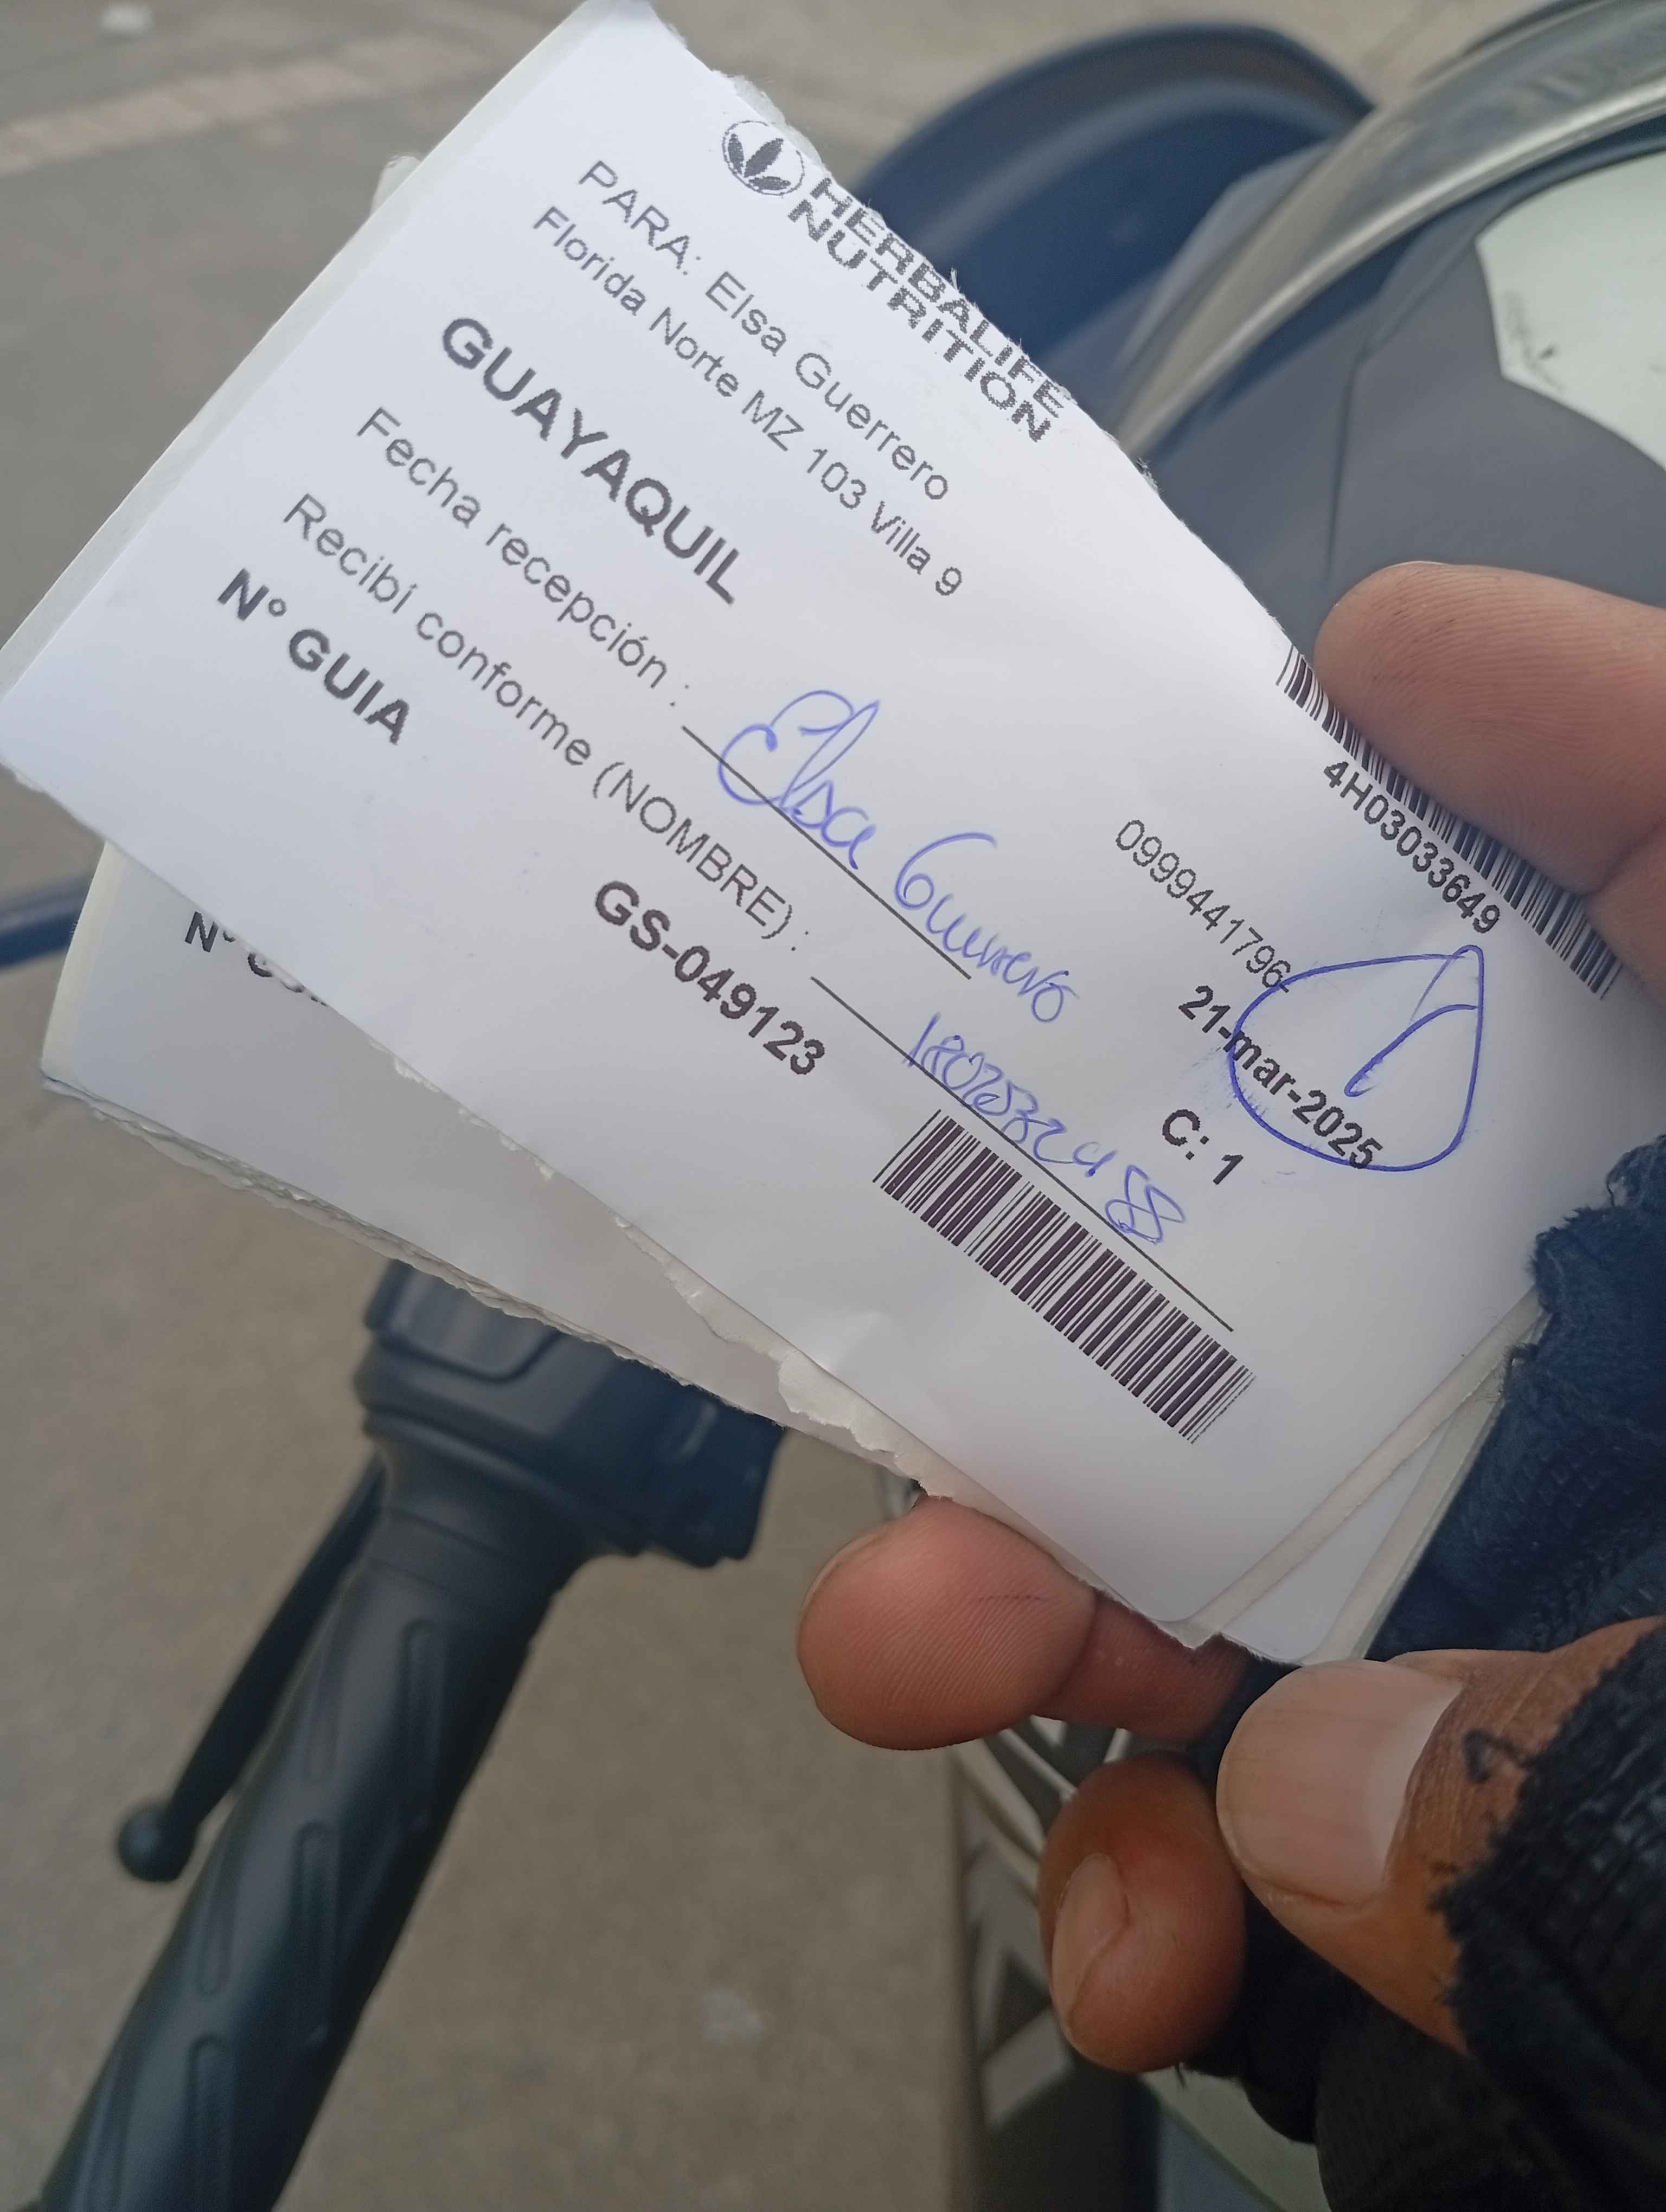 HERBALIFE
NUTRITION
4H03033649
PARA: Elsa Guerrero
0999441796-
Florida Norte MZ 103 Villa 9
21-mar-2025
GUAYAQUIL
C: 1
Fecha recepción : Elsa Guerrero
Recibí conforme (NOMBRE) :
Nº GUIA GS-049123